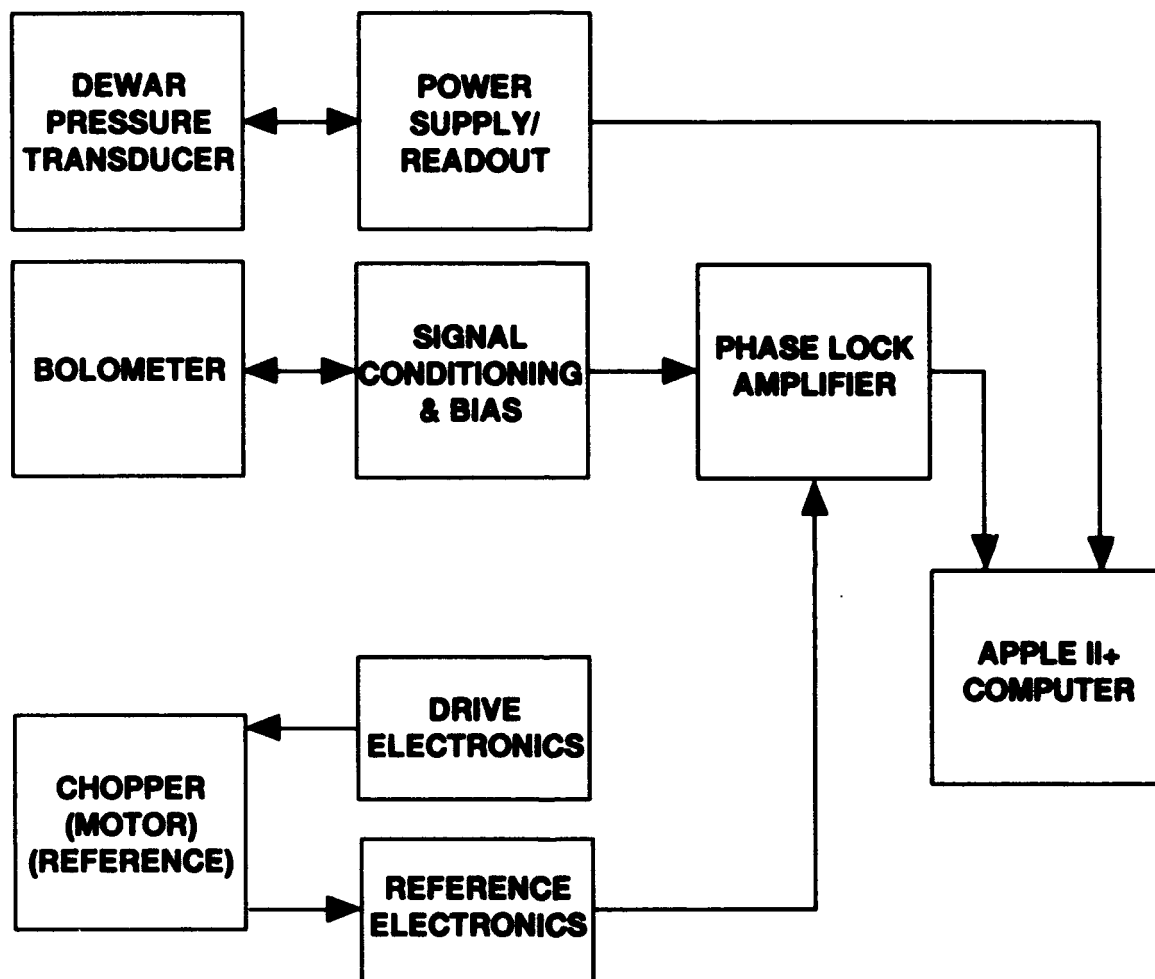 DEWAR
PRESSURE
TRANSDUCER
POWER
SUPPLY/
READOUT
BOLOMETER
SIGNAL
CONDITIONING
& BIAS
PHASE LOCK
AMPLIFIER
APPLE II+
COMPUTER
DRIVE
ELECTRONICS
CHOPPER
(MOTOR)
(REFERENCE)
REFERENCE
ELECTRONICS